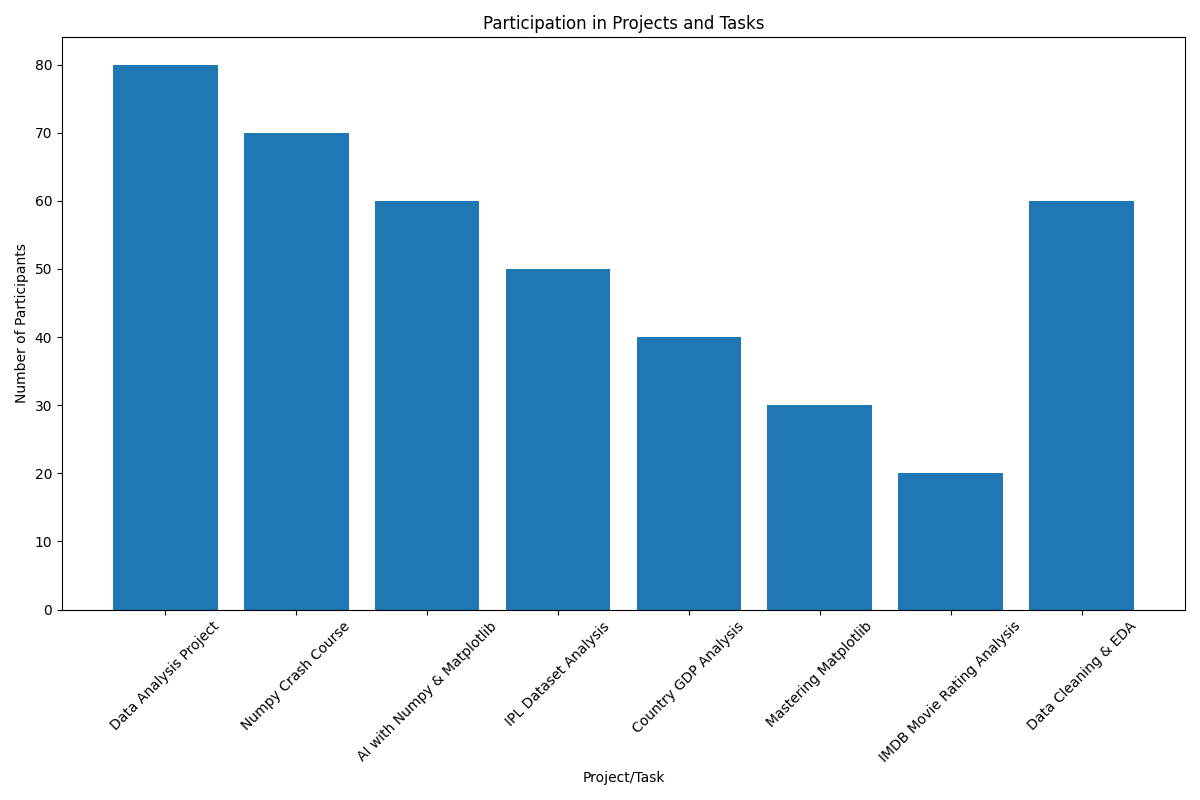 Participation in Projects and Tasks
Number of Participants
80
70
60
50
40
30
20
10
0
Data Analysis Project
Numpy Crash Course
AI with Numpy & Matplotlib
IPL Dataset Analysis
Country GDP Analysis
Mastering Matplotlib
IMDB Movie Rating Analysis
Data Cleaning & EDA
Project/Task